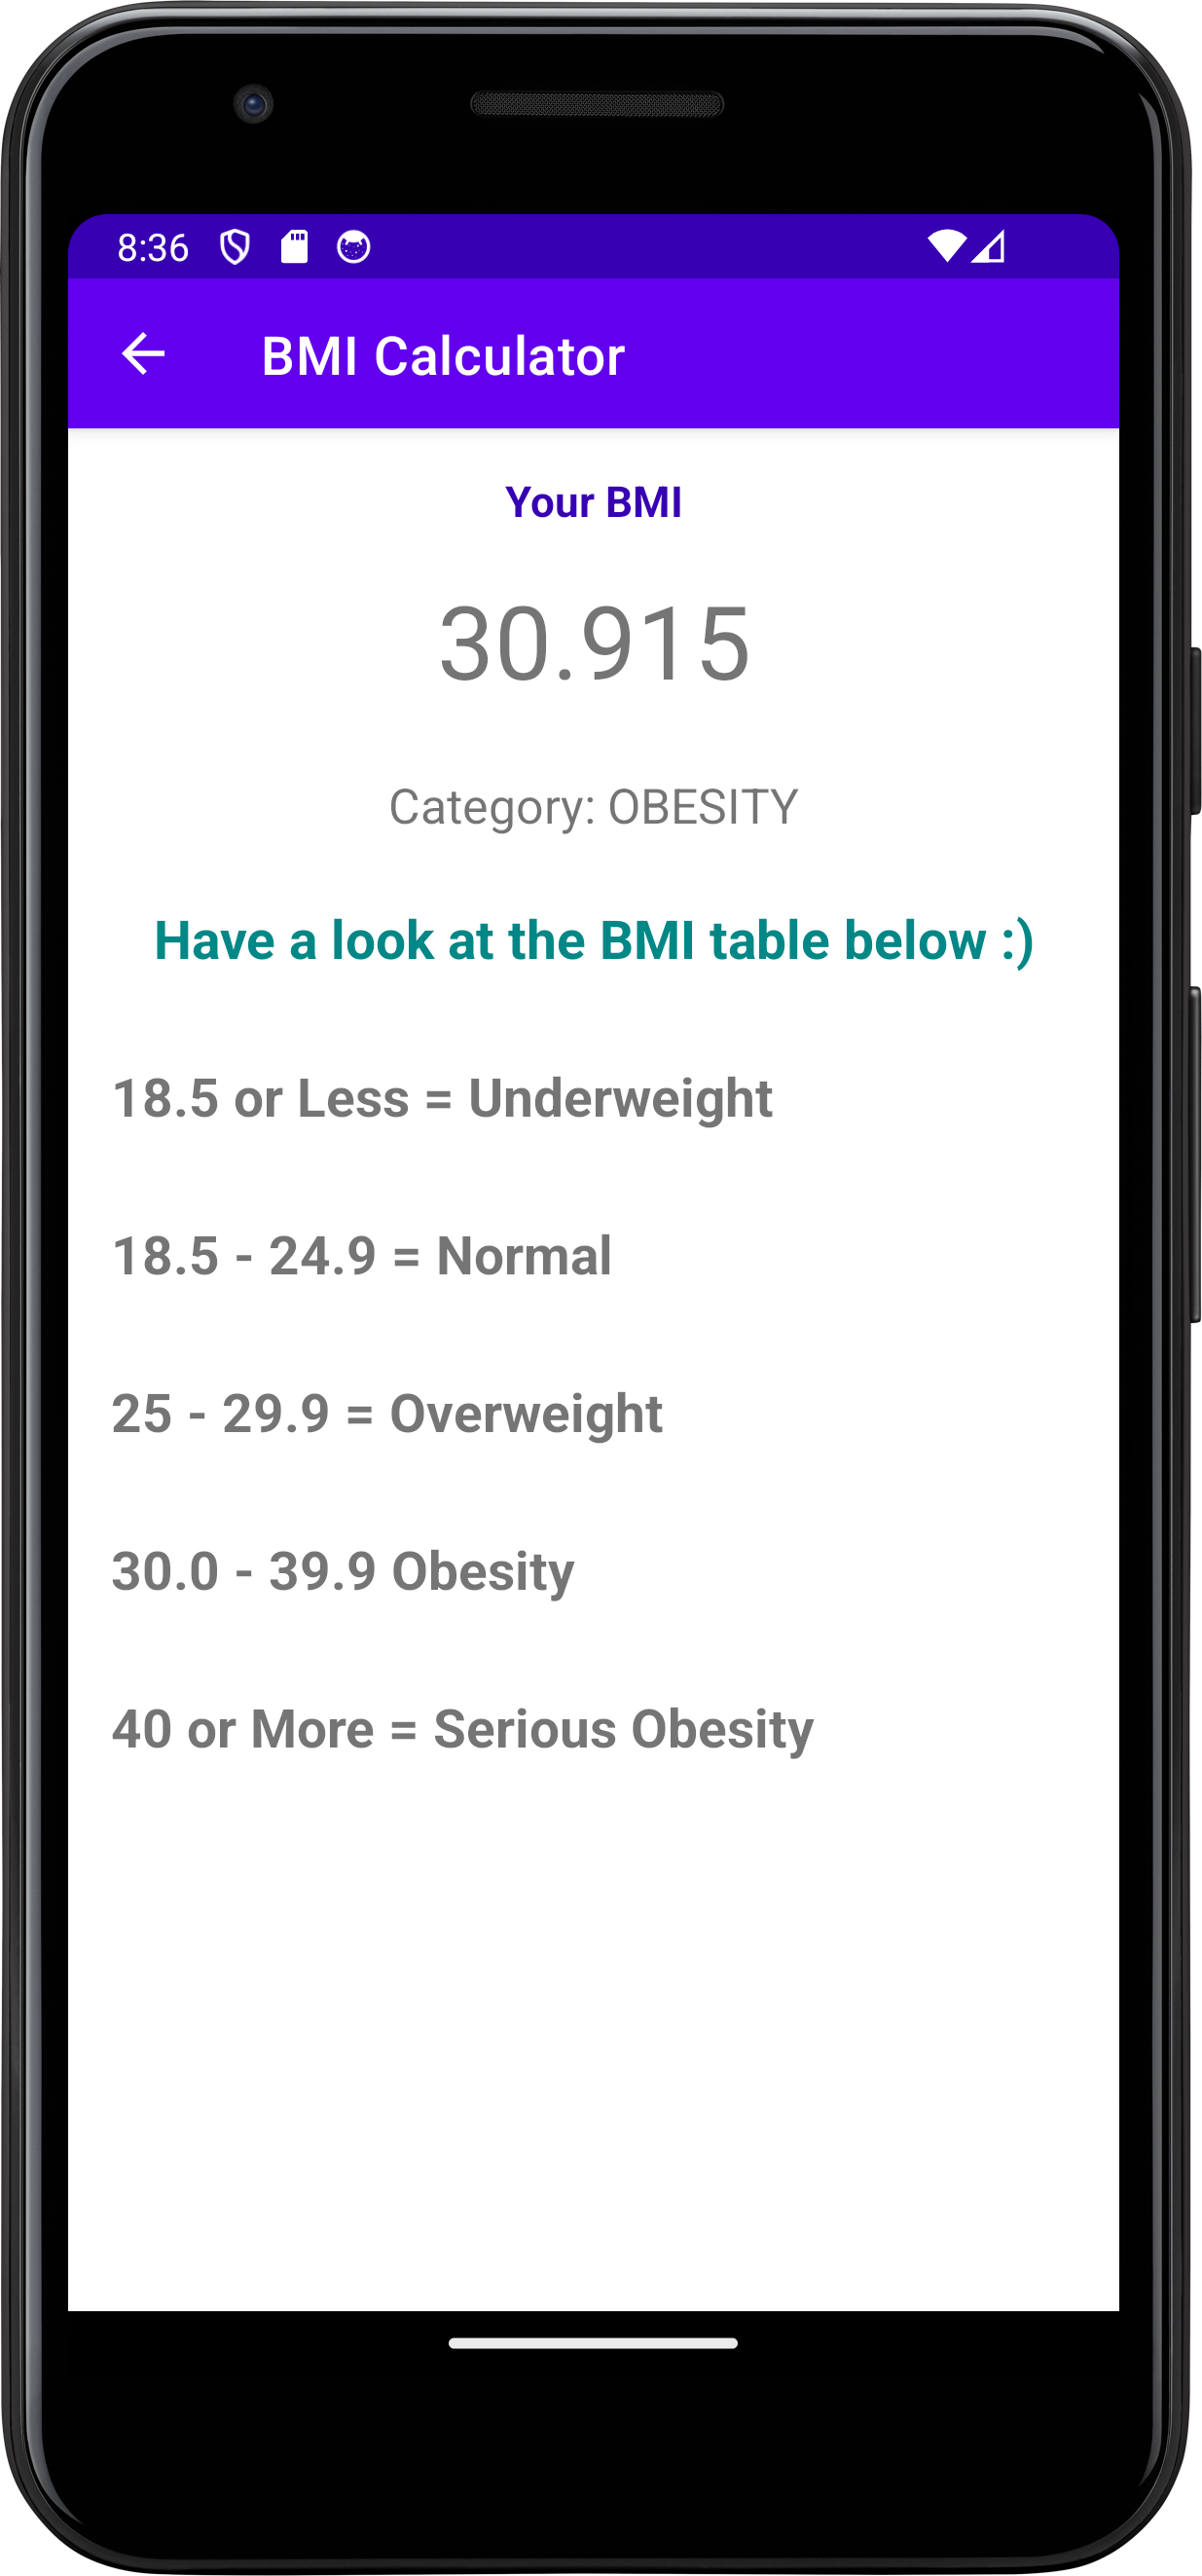 8:36
BMI Calculator
Your BMI
30.915
Category: OBESITY
Have a look at the BMI table below :)
18.5 or Less = Underweight
18.5 - 24.9 = Normal
25 - 29.9 = Overweight
30.0 - 39.9 Obesity
40 or More = Serious Obesity